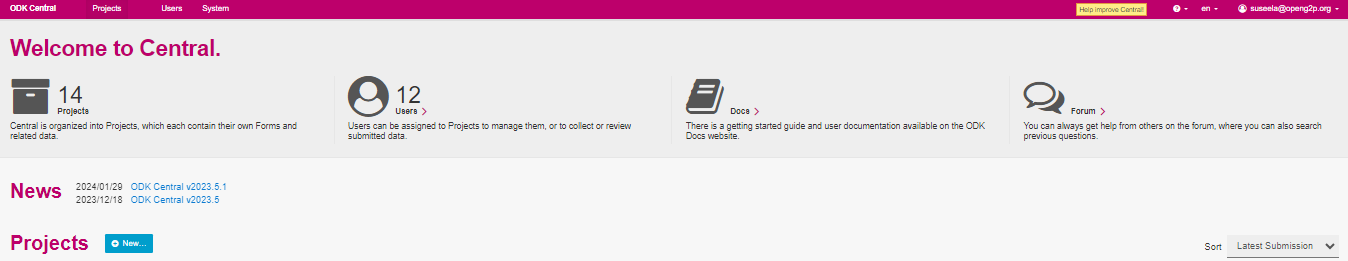 ODK Central Projects Users System Help improve Central! en suseela@openg2p.org
Welcome to Central.
14
Projects
Central is organized into Projects, which each contain their own Forms and
related data.
12
Users
Users can be assigned to Projects to manage them, or to collect or review
submitted data.
Docs
There is a getting started guide and user documentation available on the ODK
Docs website.
Forum
You can always get help from others on the forum, where you can also search
previous questions.
News
2024/01/29 ODK Central v2023.5.1
2023/12/18 ODK Central v2023.5
Projects New... Sort Latest Submission